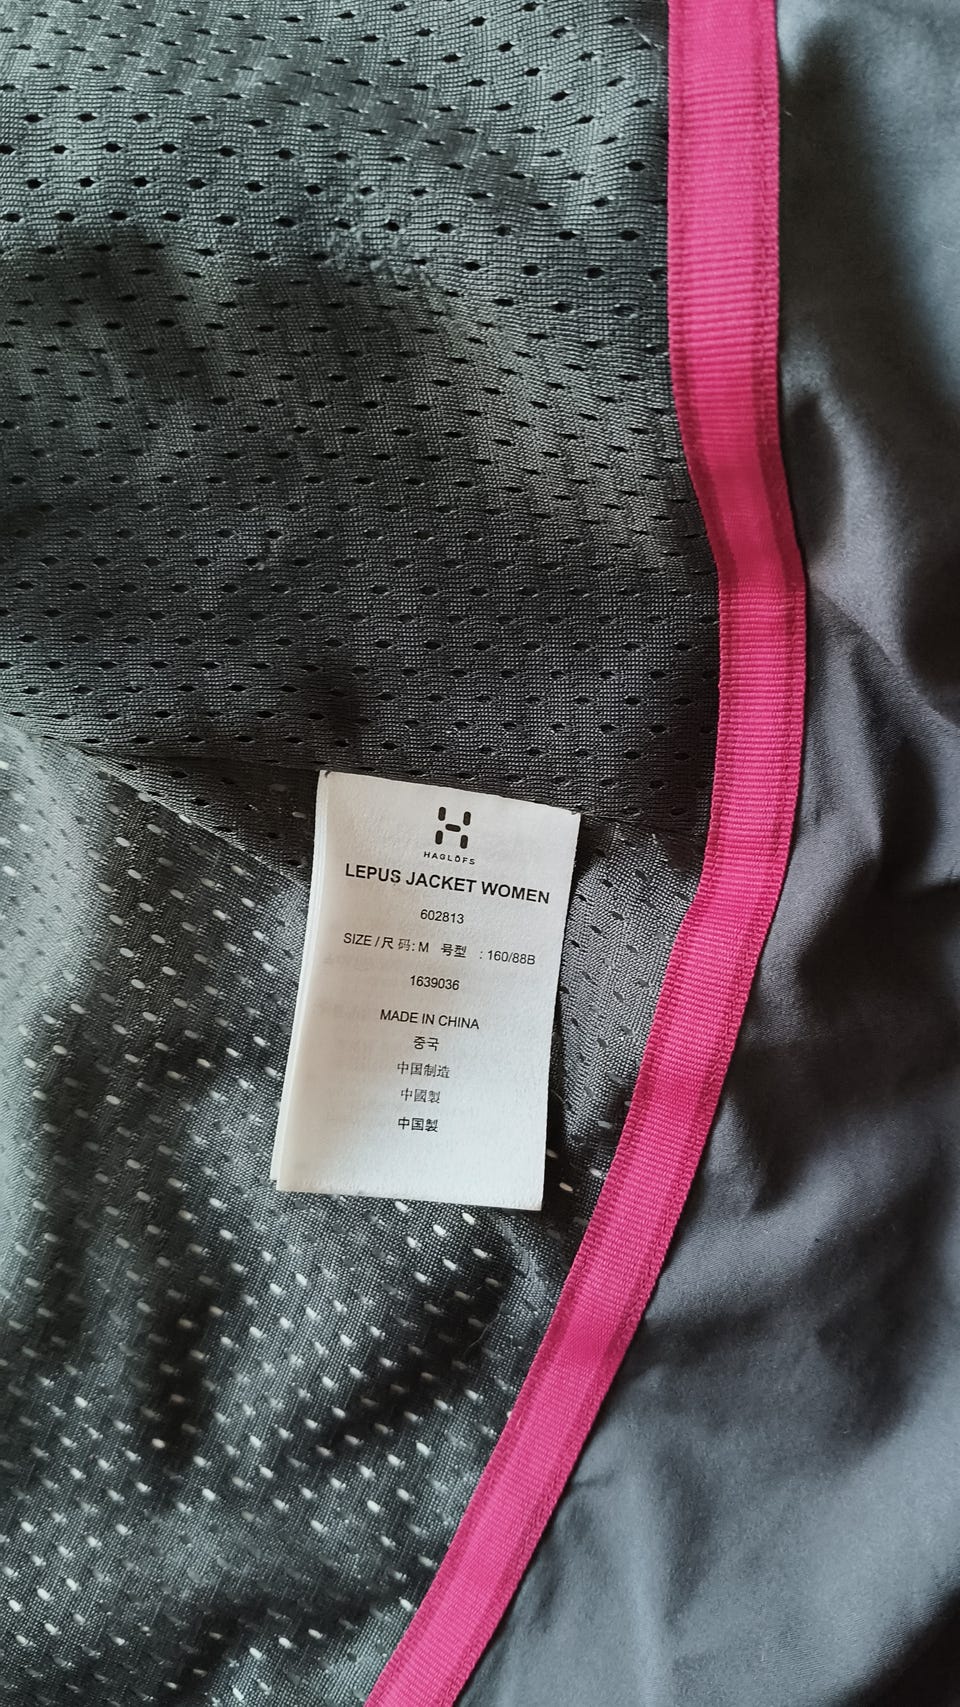 HAGLÖFS
LEPUS JACKET WOMEN
602813
SIZE / 尺 码: M 号型 : 160/88B
1639036
MADE IN CHINA
중국
中国制造
中國製
中国製